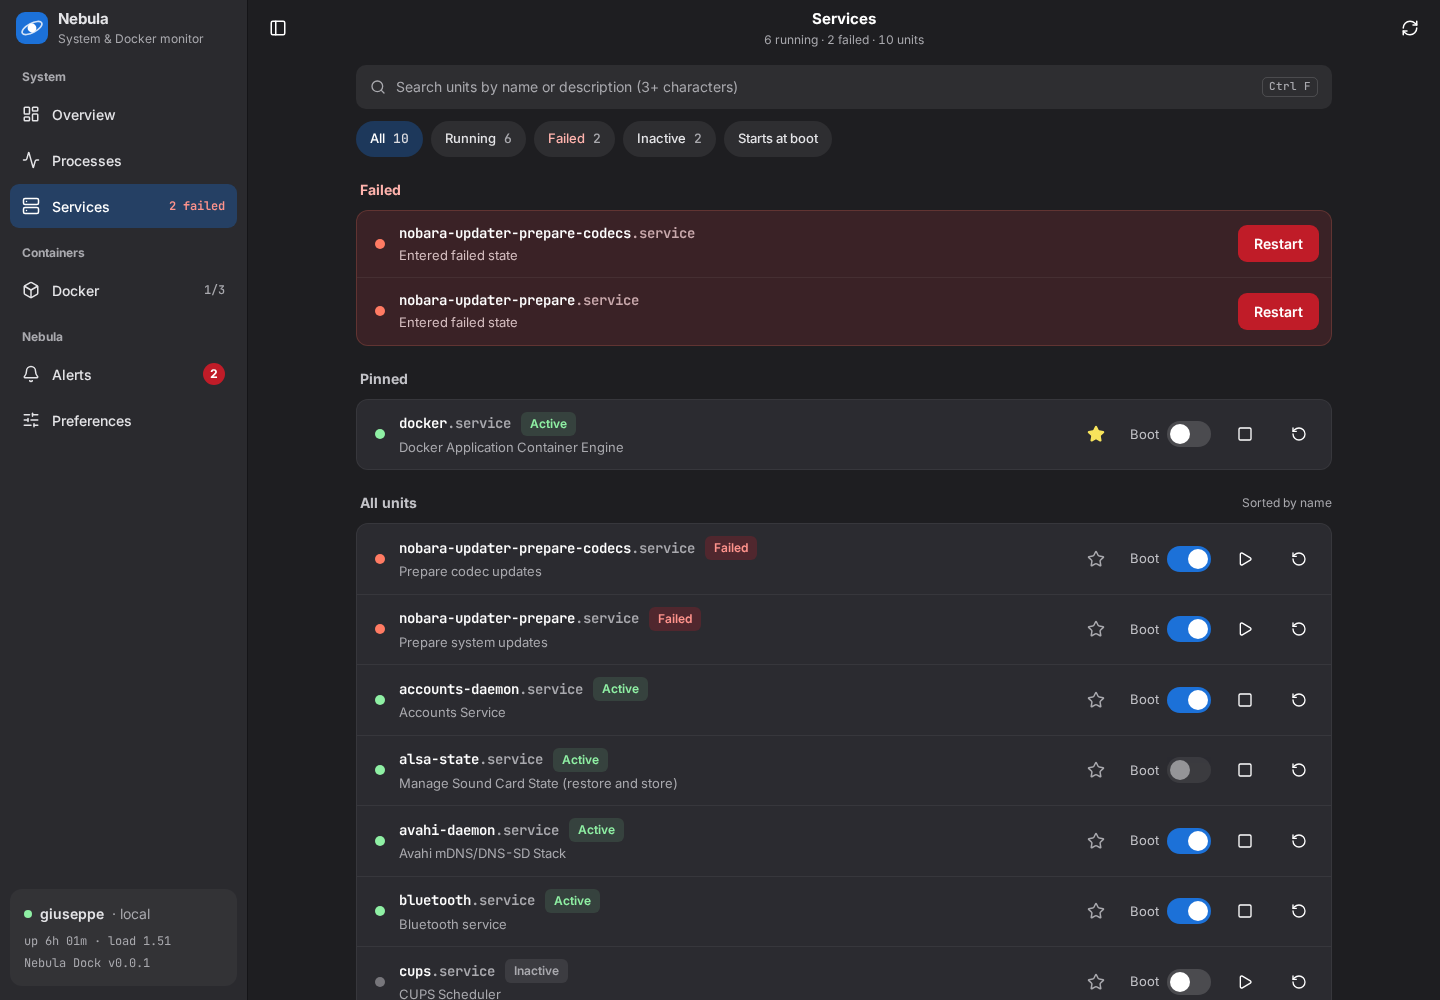 Nebula
System & Docker monitor
System
Overview
Processes
Services 2 failed
Containers
Docker 1/3
Nebula
Alerts 2
Preferences
giuseppe · local
up 6h 01m · load 1.51
Nebula Dock v0.0.1
Services
6 running · 2 failed · 10 units
Search units by name or description (3+ characters) Ctrl F
All 10 Running 6 Failed 2 Inactive 2 Starts at boot
Failed
nobara-updater-prepare-codecs.service
Entered failed state
Restart
nobara-updater-prepare.service
Entered failed state
Restart
Pinned
docker.service Active
Docker Application Container Engine
Boot
All units Sorted by name
nobara-updater-prepare-codecs.service Failed
Prepare codec updates
Boot
nobara-updater-prepare.service Failed
Prepare system updates
Boot
accounts-daemon.service Active
Accounts Service
Boot
alsa-state.service Active
Manage Sound Card State (restore and store)
Boot
avahi-daemon.service Active
Avahi mDNS/DNS-SD Stack
Boot
bluetooth.service Active
Bluetooth service
Boot
cups.service Inactive
CUPS Scheduler
Boot